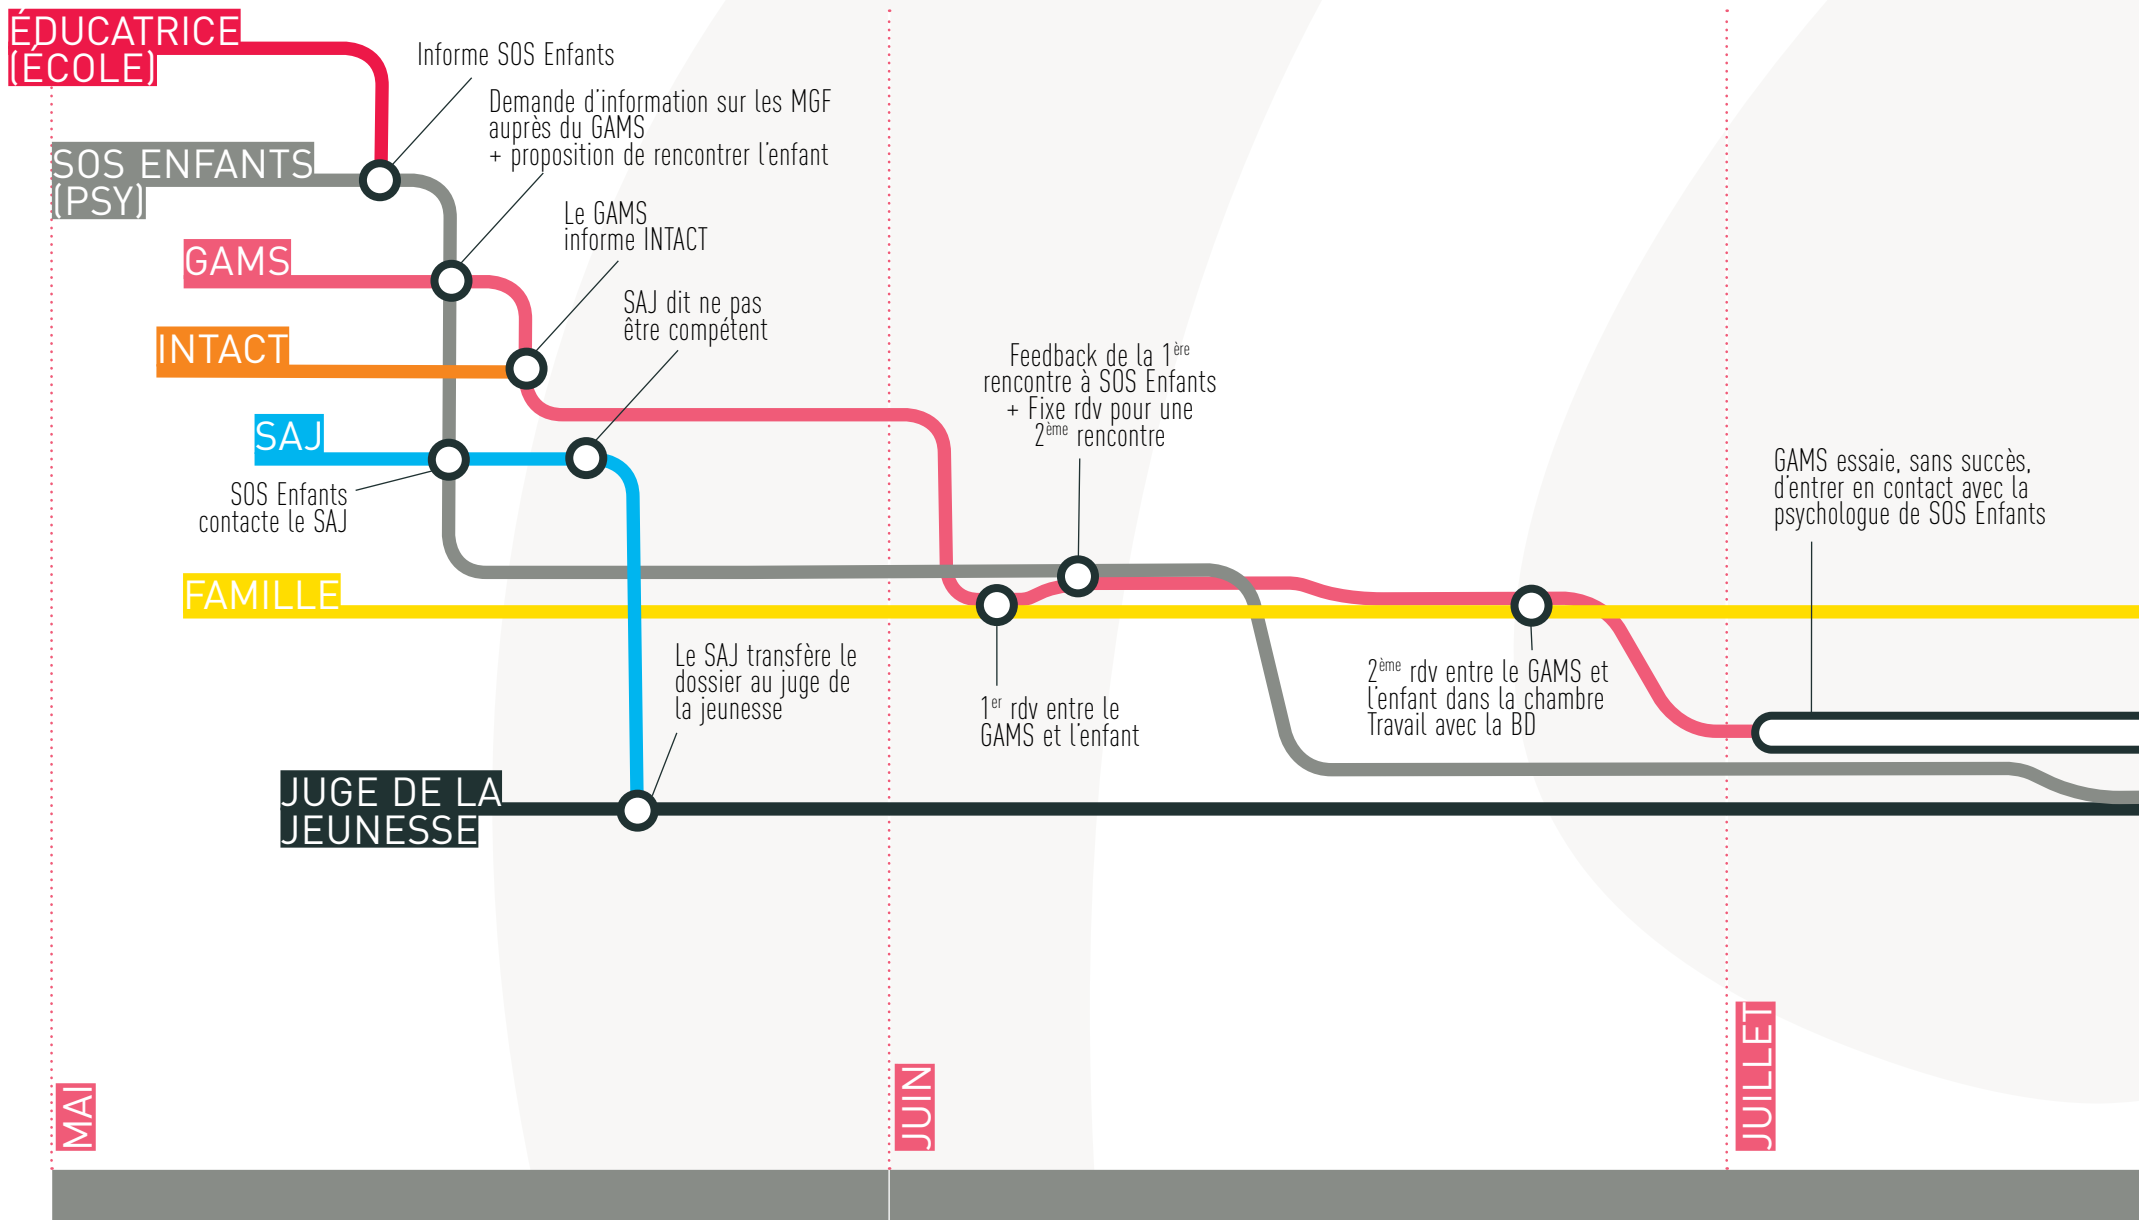 ÉDUCATRICE
(ÉCOLE)
Informe SOS Enfants
Demande d'information sur les MGF
auprès du GAMS
+ proposition de rencontrer l'enfant
SOS ENFANTS
(PSY)
Le GAMS
informe INTACT
GAMS
SAJ dit ne pas
être compétent
INTACT
Feedback de la 1ère
rencontre à SOS Enfants
+ Fixe rdv pour une
2ème rencontre
SAJ
SOS Enfants
contacte le SAJ
GAMS essaie, sans succès,
d'entrer en contact avec la
psychologue de SOS Enfants
FAMILLE
Le SAJ transfère le
dossier au juge de
la jeunesse
1er rdv entre le
GAMS et l'enfant
2ème rdv entre le GAMS et
l'enfant dans la chambre
Travail avec la BD
JUGE DE LA
JEUNESSE
MAI
JUIN
JUILLET